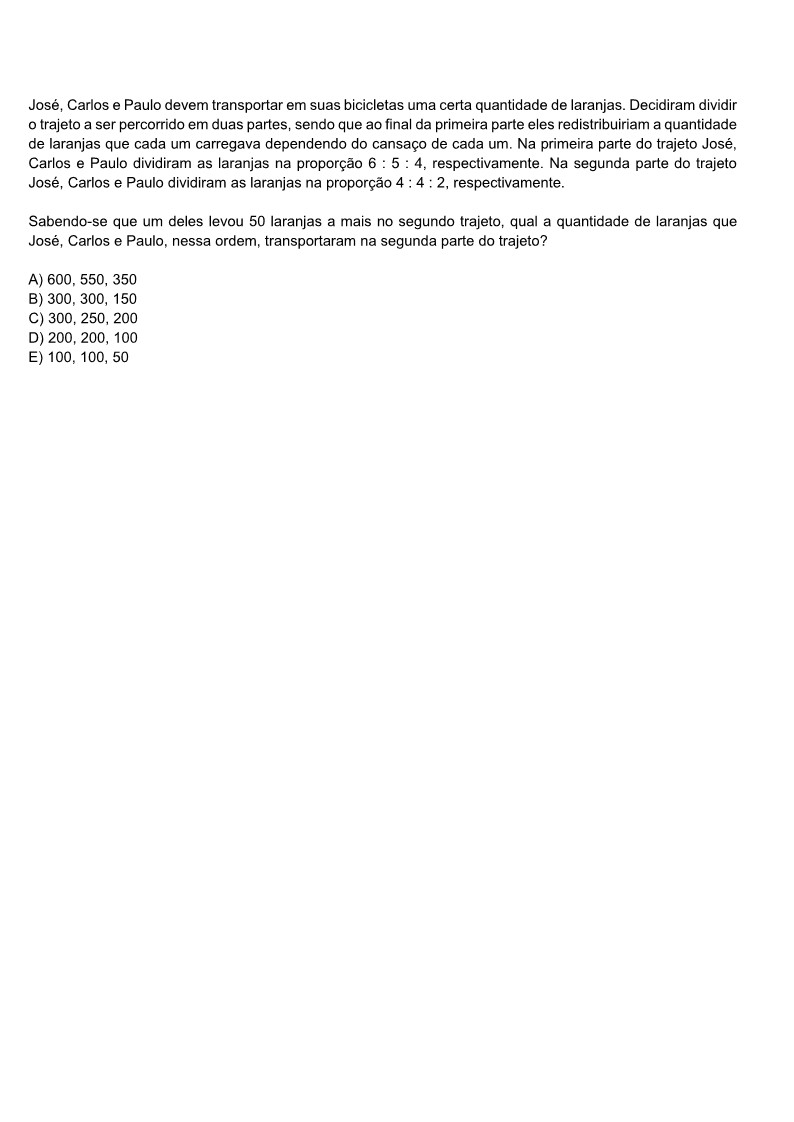 José, Carlos e Paulo devem transportar em suas bicicletas uma certa quantidade de laranjas. Decidiram dividir
o trajeto a ser percorrido em duas partes, sendo que ao final da primeira parte eles redistribuiriam a quantidade
de laranjas que cada um carregava dependendo do cansaço de cada um. Na primeira parte do trajeto José,
Carlos e Paulo dividiram as laranjas na proporção 6 : 5 : 4, respectivamente. Na segunda parte do trajeto
José, Carlos e Paulo dividiram as laranjas na proporção 4 : 4 : 2, respectivamente.
Sabendo-se que um deles levou 50 laranjas a mais no segundo trajeto, qual a quantidade de laranjas que
José, Carlos e Paulo, nessa ordem, transportaram na segunda parte do trajeto?
A) 600, 550, 350
B) 300, 300, 150
C) 300, 250, 200
D) 200, 200, 100
E) 100, 100, 50